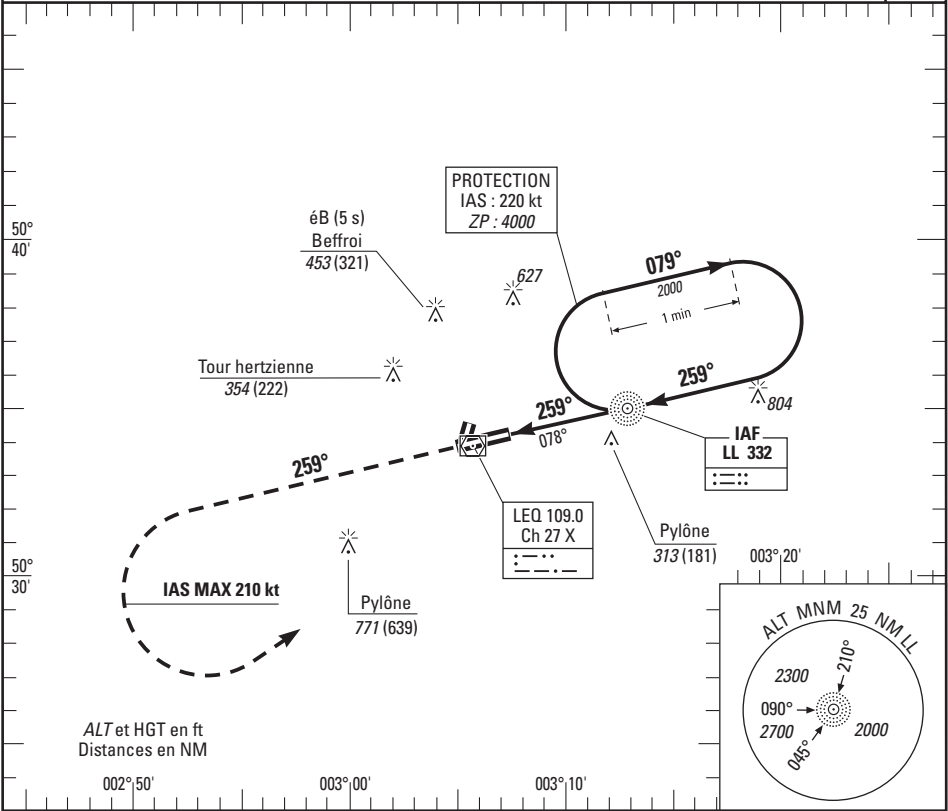 50°
40'
PROTECTION
IAS : 220 kt
ZP : 4000
éB (5 s)
Beffroi
453 (321)
627
079°
2000
1 min
Tour hertzienne
354 (222)
259°
804
259°
078°
IAF
LL 332
259°
LEQ 109.0
Ch 27 X
Pylône
313 (181)
003° 20'
50°
30'
IAS MAX 210 kt
Pylône
771 (639)
ALT MNM 25 NM LL
210°
2300
090°
2700
2000
045°
ALT et HGT en ft
Distances en NM
002° 50'
003° 00'
003° 10'